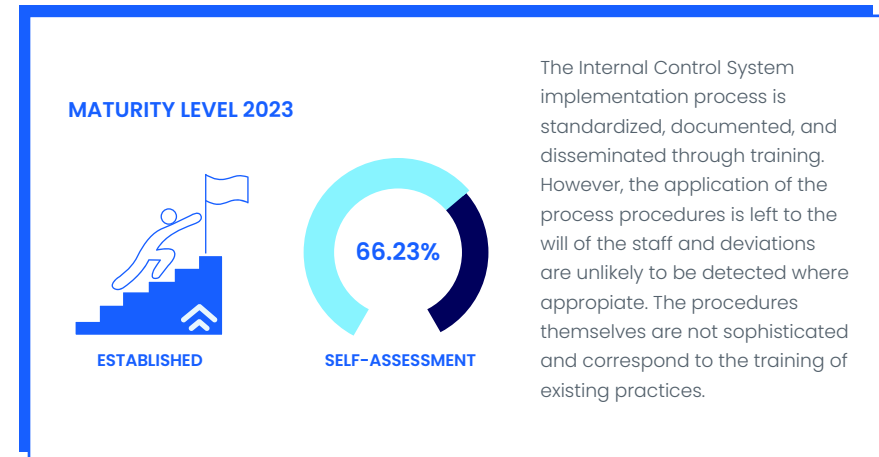 MATURITY LEVEL 2023
66.23%
ESTABLISHED
SELF-ASSESSMENT
The Internal Control System
implementation process is
standardized, documented, and
disseminated through training.
However, the application of the
process procedures is left to the
will of the staff and deviations
are unlikely to be detected where
appropiate. The procedures
themselves are not sophisticated
and correspond to the training of
existing practices.